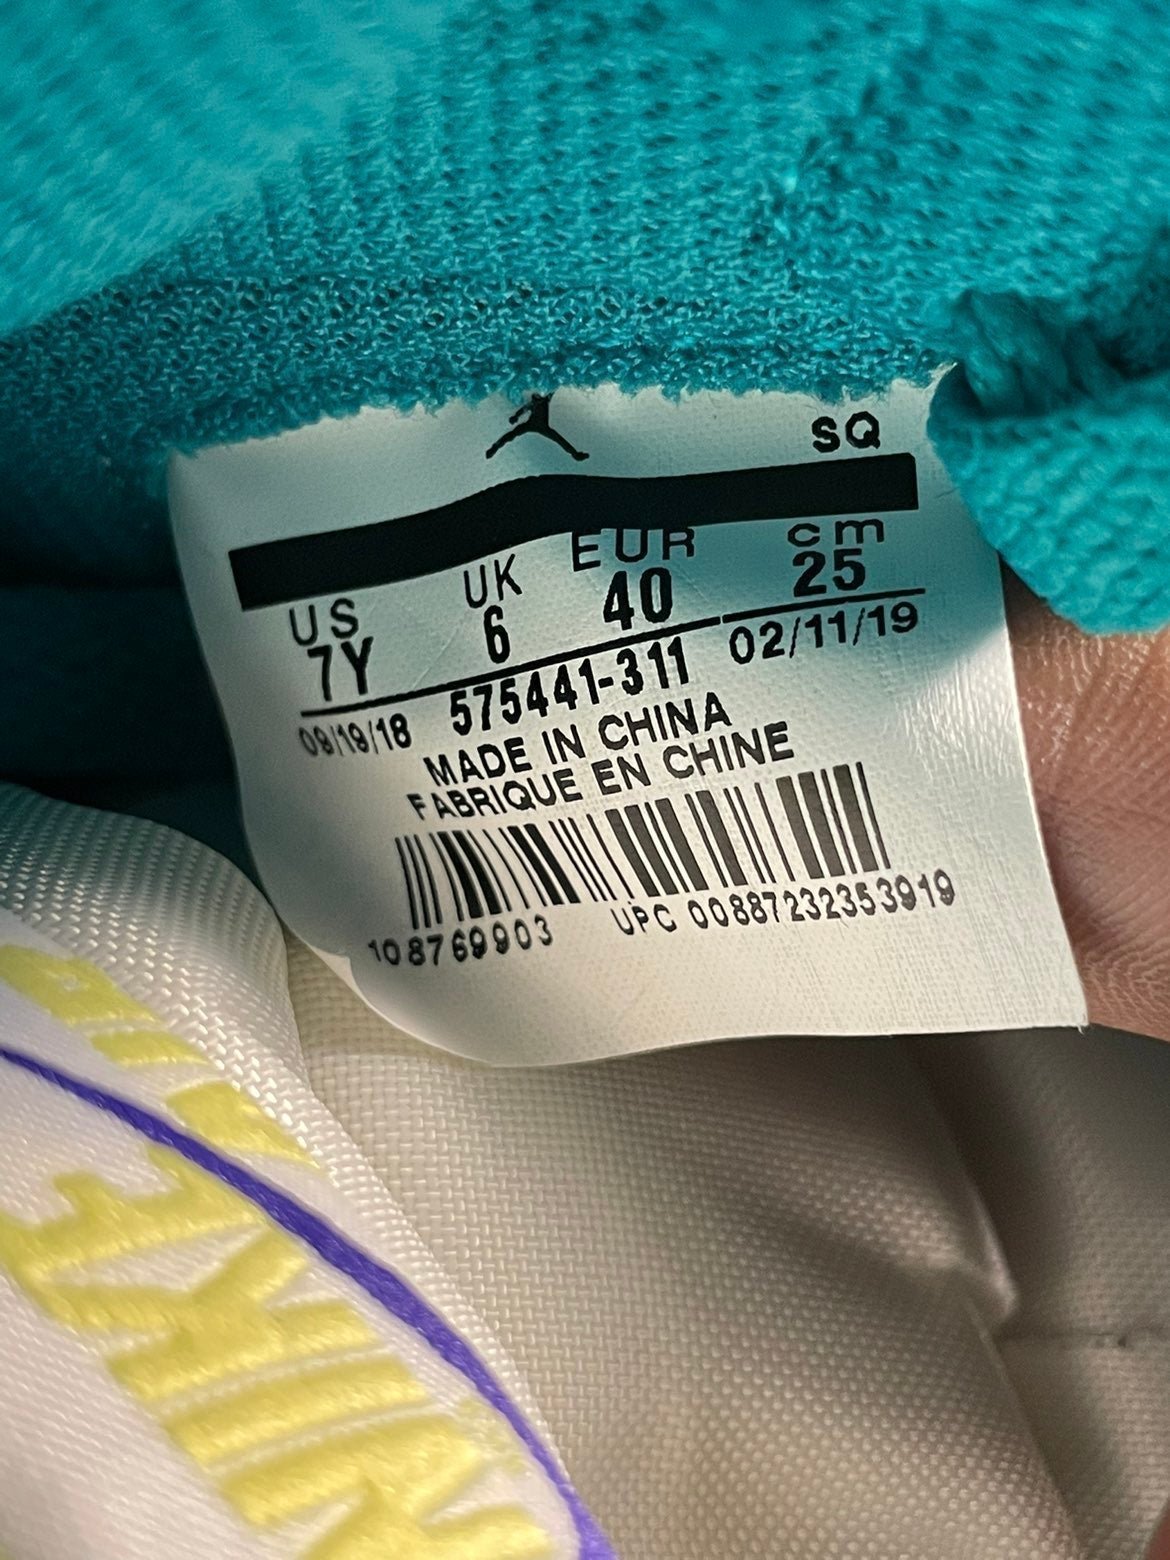 SQ
US UK EUR cm
7Y 6 40 25
09/19/18 575441-311 02/11/19
MADE IN CHINA
FABRIQUE EN CHINE
108769903 UPC 00887232353919